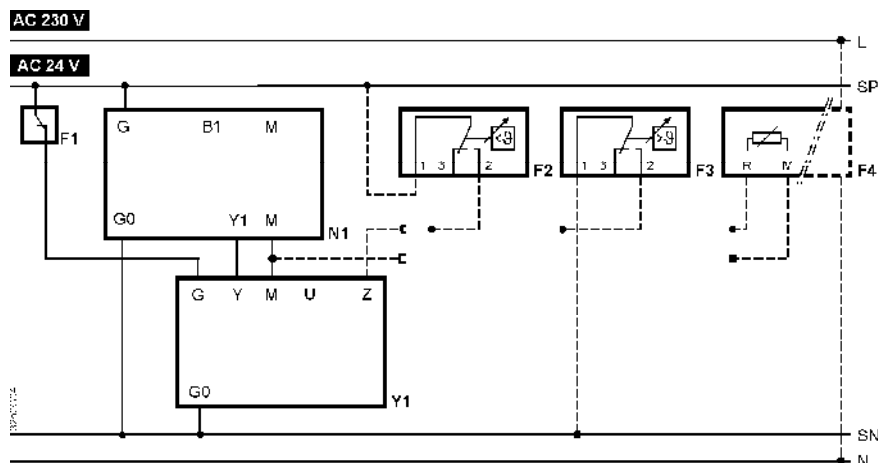 AC 230 V
L
AC 24 V
SP
F1
G B1 M
G0 Y1 M
N1
1 3 2
F2
1 3 2
F3
R M
F4
G Y M U Z
G0
Y1
SN
N